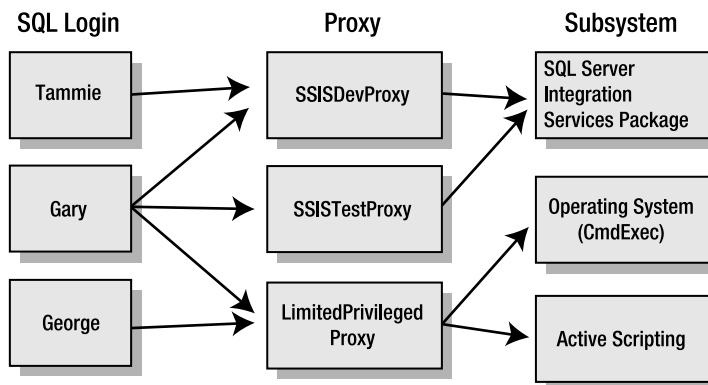 SQL Login
Proxy
Subsystem
Tammie
SSISDevProxy
SQL Server
Integration
Services Package
Gary
SSISTestProxy
Operating System
(CmdExec)
George
LimitedPrivileged
Proxy
Active Scripting